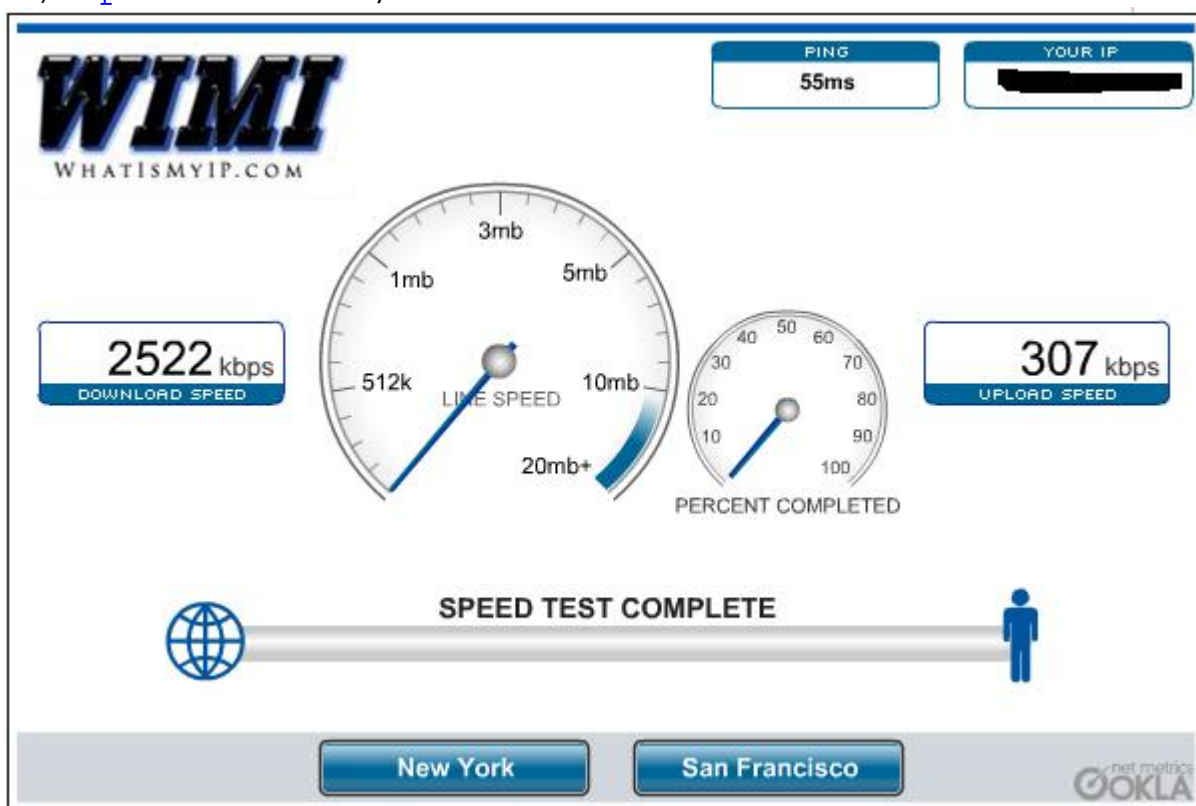 WIMI
WHATISMYIP.COM
PING
55ms
YOUR IP
3mb
1mb
5mb
512k
10mb
LINE SPEED
20mb+
2522 kbps
DOWNLOAD SPEED
50
40
60
30
70
20
80
10
90
100
PERCENT COMPLETED
307 kbps
UPLOAD SPEED
SPEED TEST COMPLETE
New York
San Francisco
net metrics
OOKLA